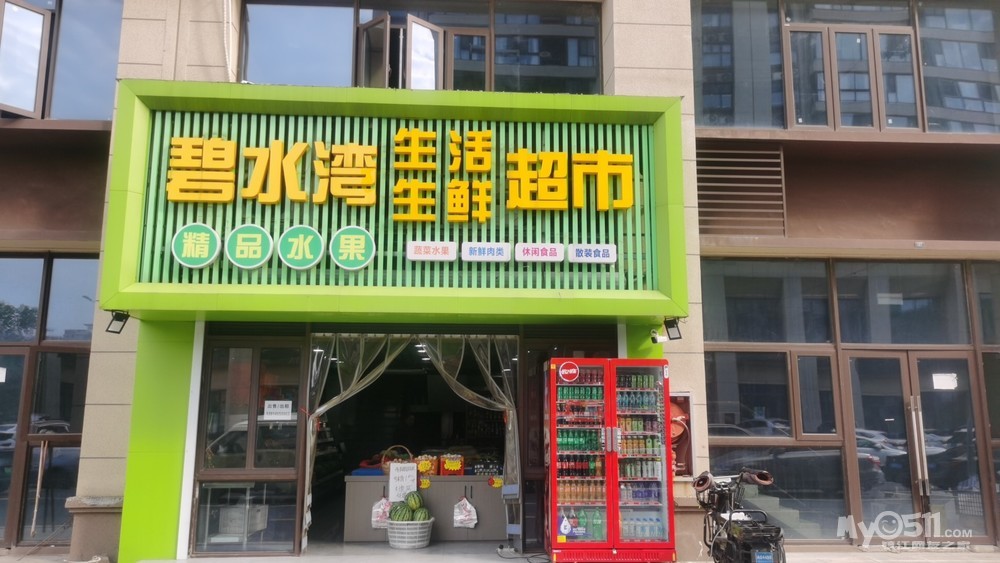 碧水湾 生活 超市
生鲜
精品水果
蔬菜水果 新鲜肉类 休闲食品 散装食品
My0511.COM